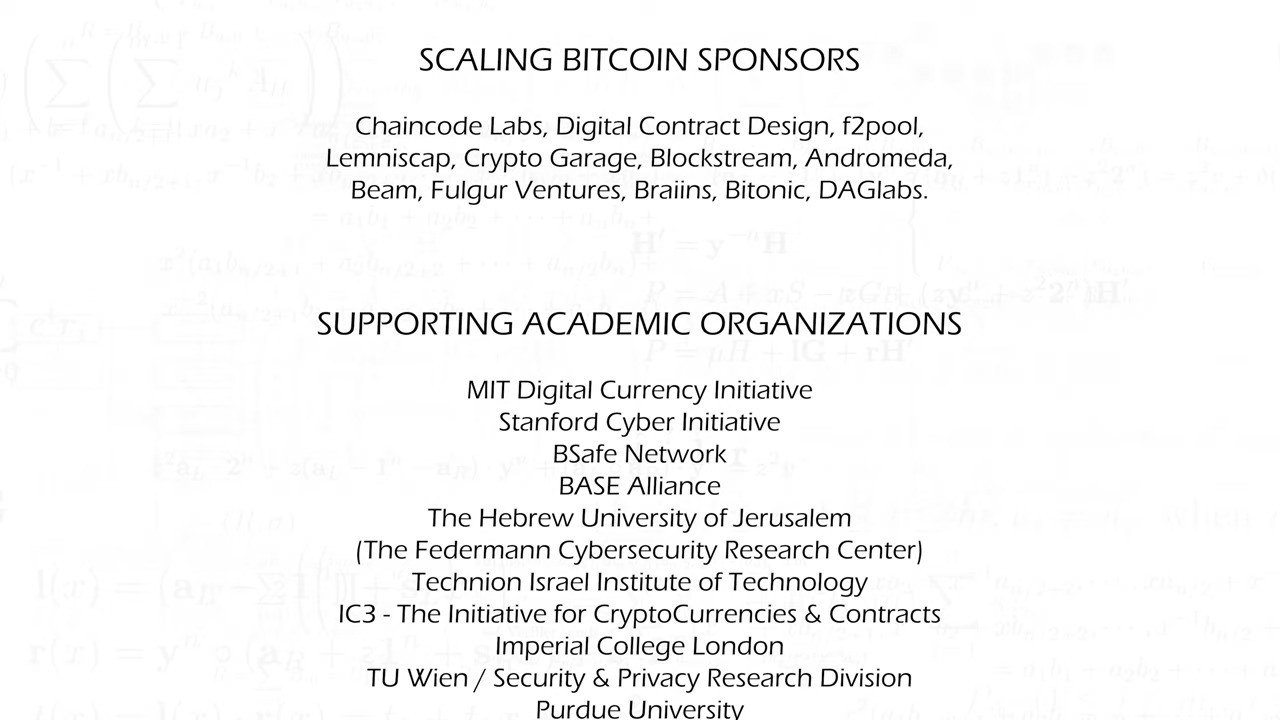 SCALING BITCOIN SPONSORS
Chaincode Labs, Digital Contract Design, f2pool,
Lemniscap, Crypto Garage, Blockstream, Andromeda,
Beam, Fulgur Ventures, Braiins, Bitonic, DAGlabs.
SUPPORTING ACADEMIC ORGANIZATIONS
MIT Digital Currency Initiative
Stanford Cyber Initiative
BSafe Network
BASE Alliance
The Hebrew University of Jerusalem
(The Federmann Cybersecurity Research Center)
Technion Israel Institute of Technology
IC3 - The Initiative for CryptoCurrencies & Contracts
Imperial College London
TU Wien / Security & Privacy Research Division
Purdue University